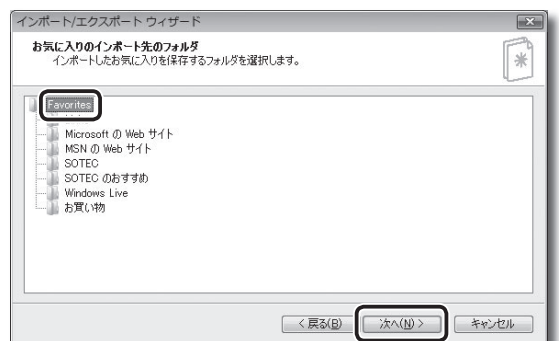 インポート/エクスポート ウィザード
お気に入りのインポート先のフォルダ
インポートしたお気に入りを保存するフォルダを選択します。
Favorites
Microsoft の Web サイト
MSN の Web サイト
SOTEC
SOTEC のおすすめ
Windows Live
お買い物
< 戻る(B)
次へ(N) >
キャンセル